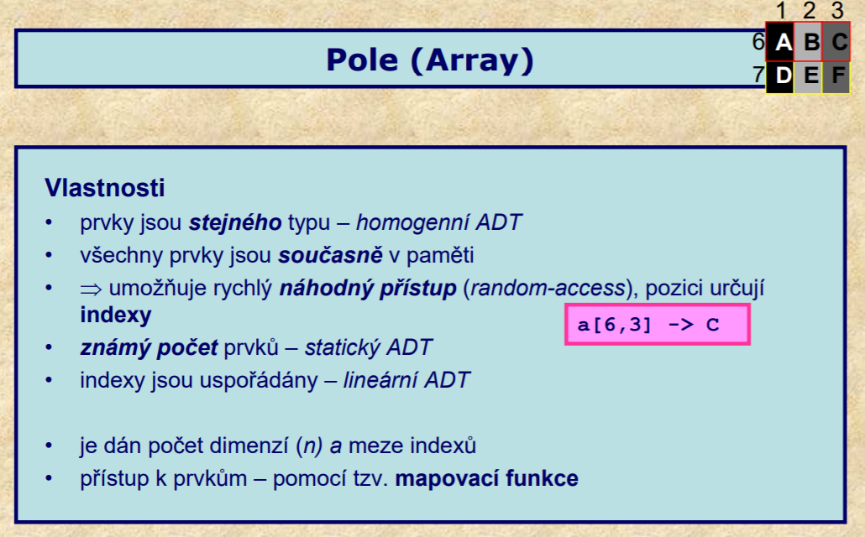 1 2 3
Pole (Array)
6 A B C
7 D E F
Vlastnosti
• prvky jsou stejného typu – homogenní ADT
• všechny prvky jsou současně v paměti
• ⇒ umožňuje rychlý náhodný přístup (random-access), pozici určují
indexy
a[6,3] -> C
• známý počet prvků – statický ADT
• indexy jsou uspořádány – lineární ADT
• je dán počet dimenzí (n) a meze indexů
• přístup k prvkům – pomocí tzv. mapovací funkce